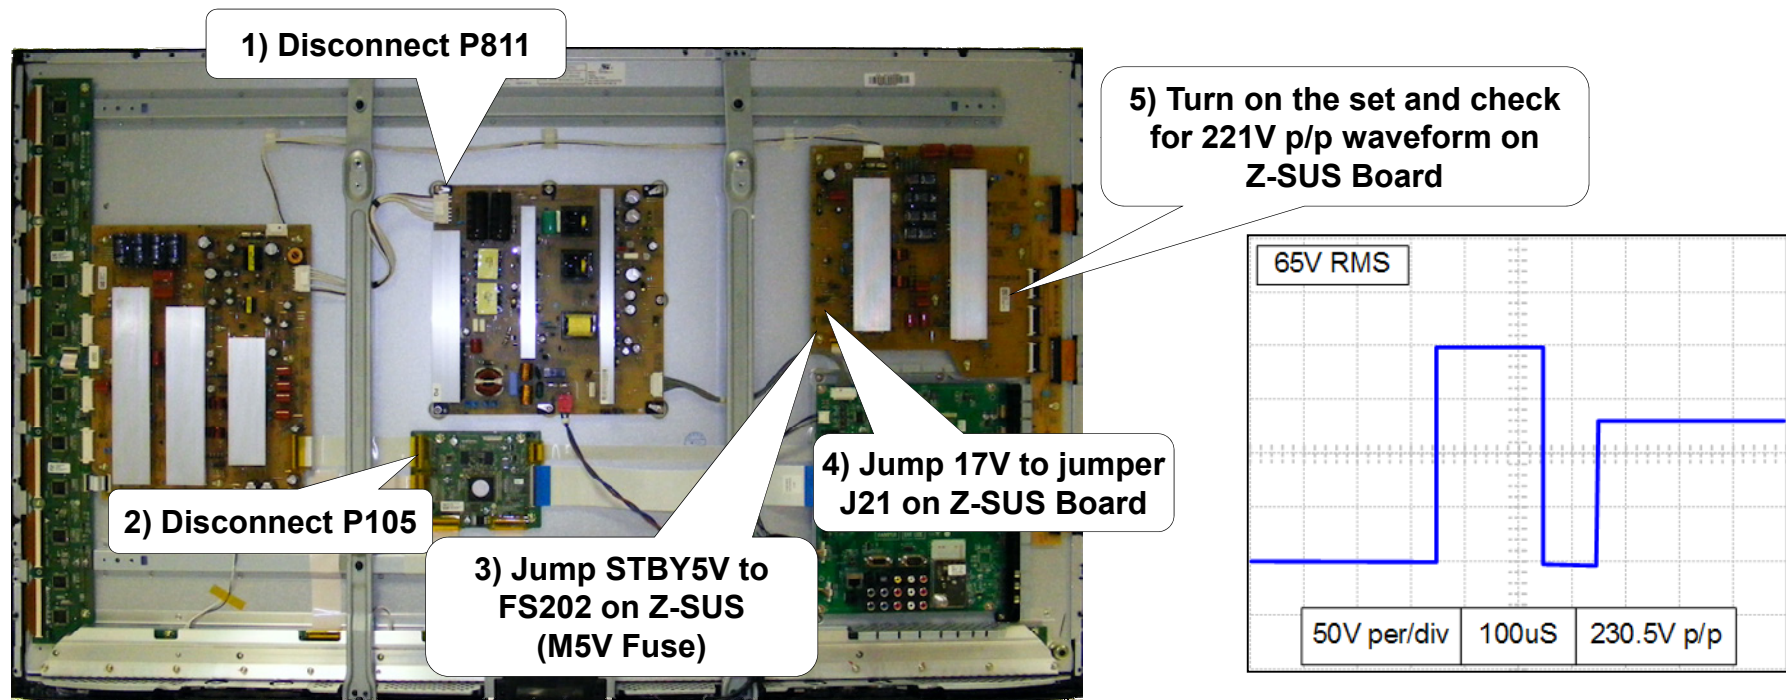 1) Disconnect P811
5) Turn on the set and check
for 221V p/p waveform on
Z-SUS Board
65V RMS
4) Jump 17V to jumper
J21 on Z-SUS Board
2) Disconnect P105
3) Jump STBY5V to
FS202 on Z-SUS
(M5V Fuse)
50V per/div
100uS
230.5V p/p